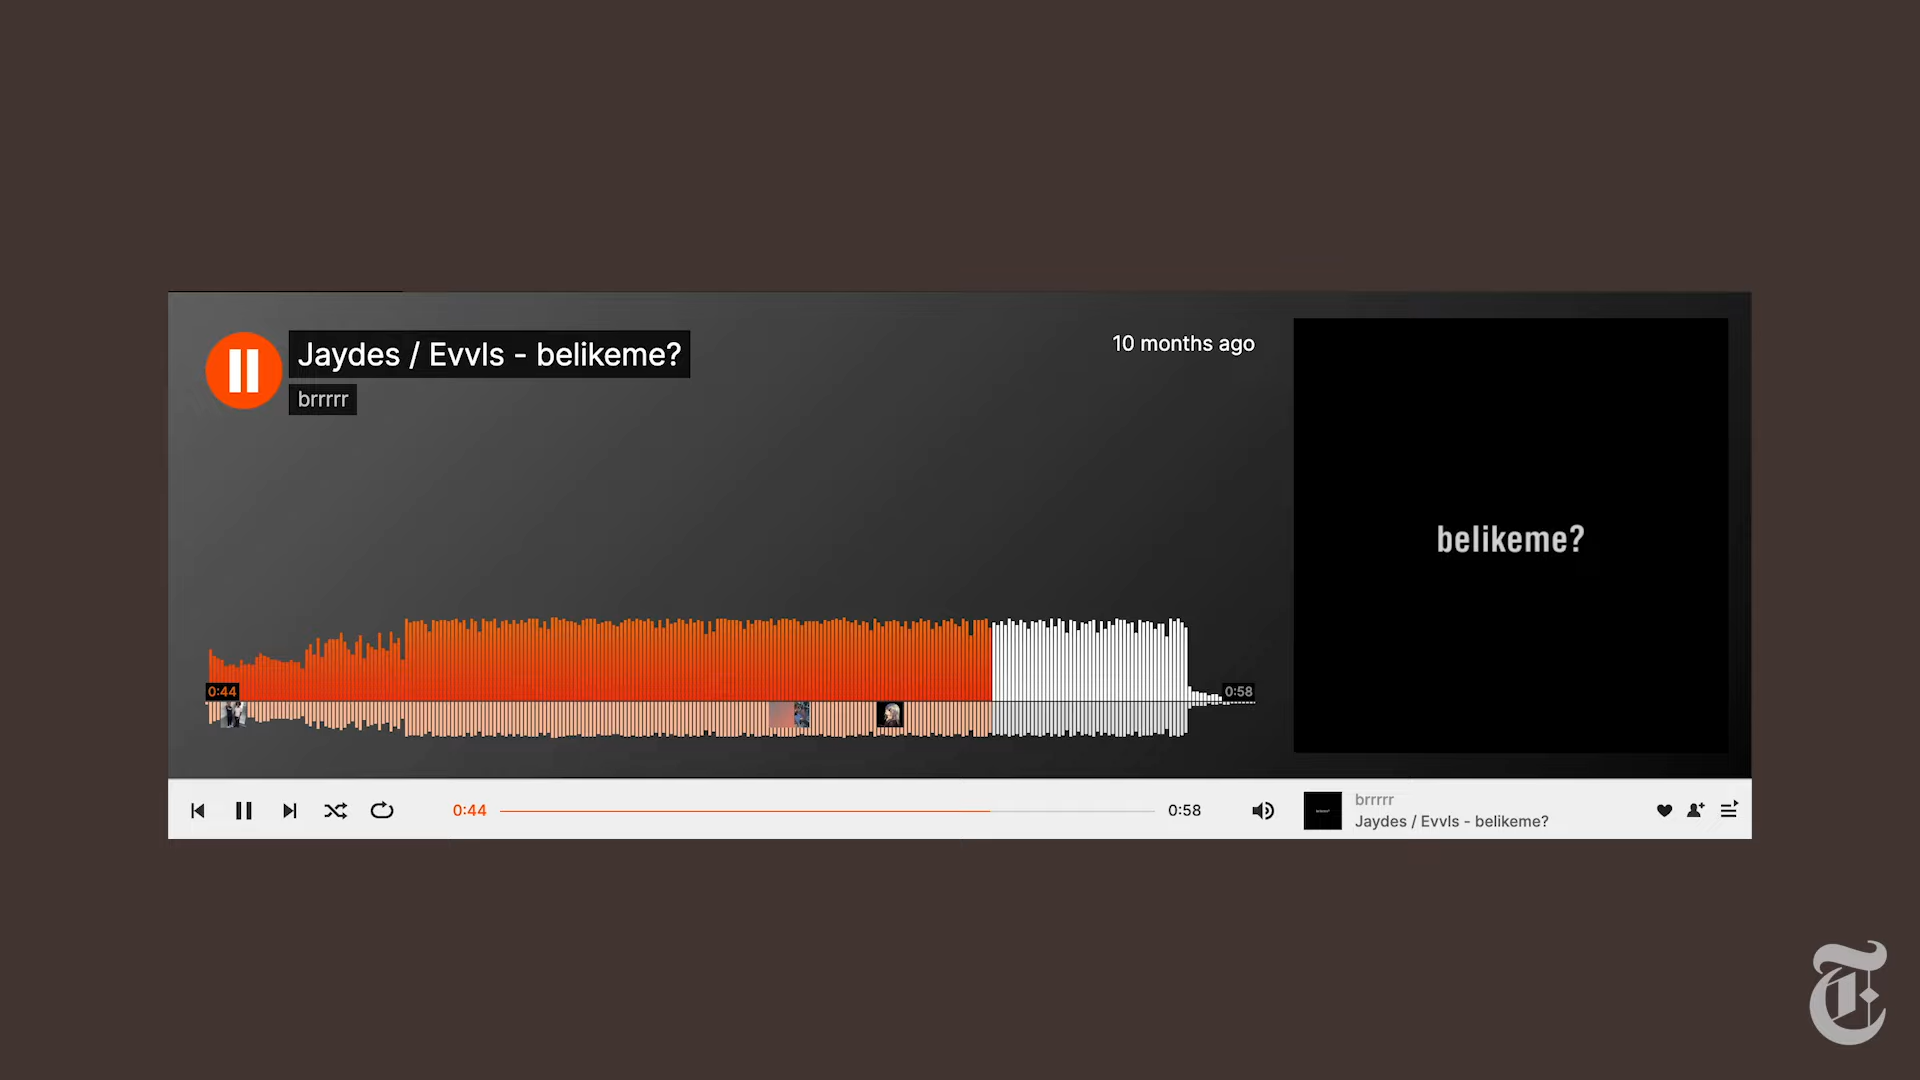 Jaydes / Evvls - belikeme?
brrrrr
10 months ago
belikeme?
0:44
0:58
0:44
0:58
brrrrr
Jaydes / Evvls - belikeme?
T